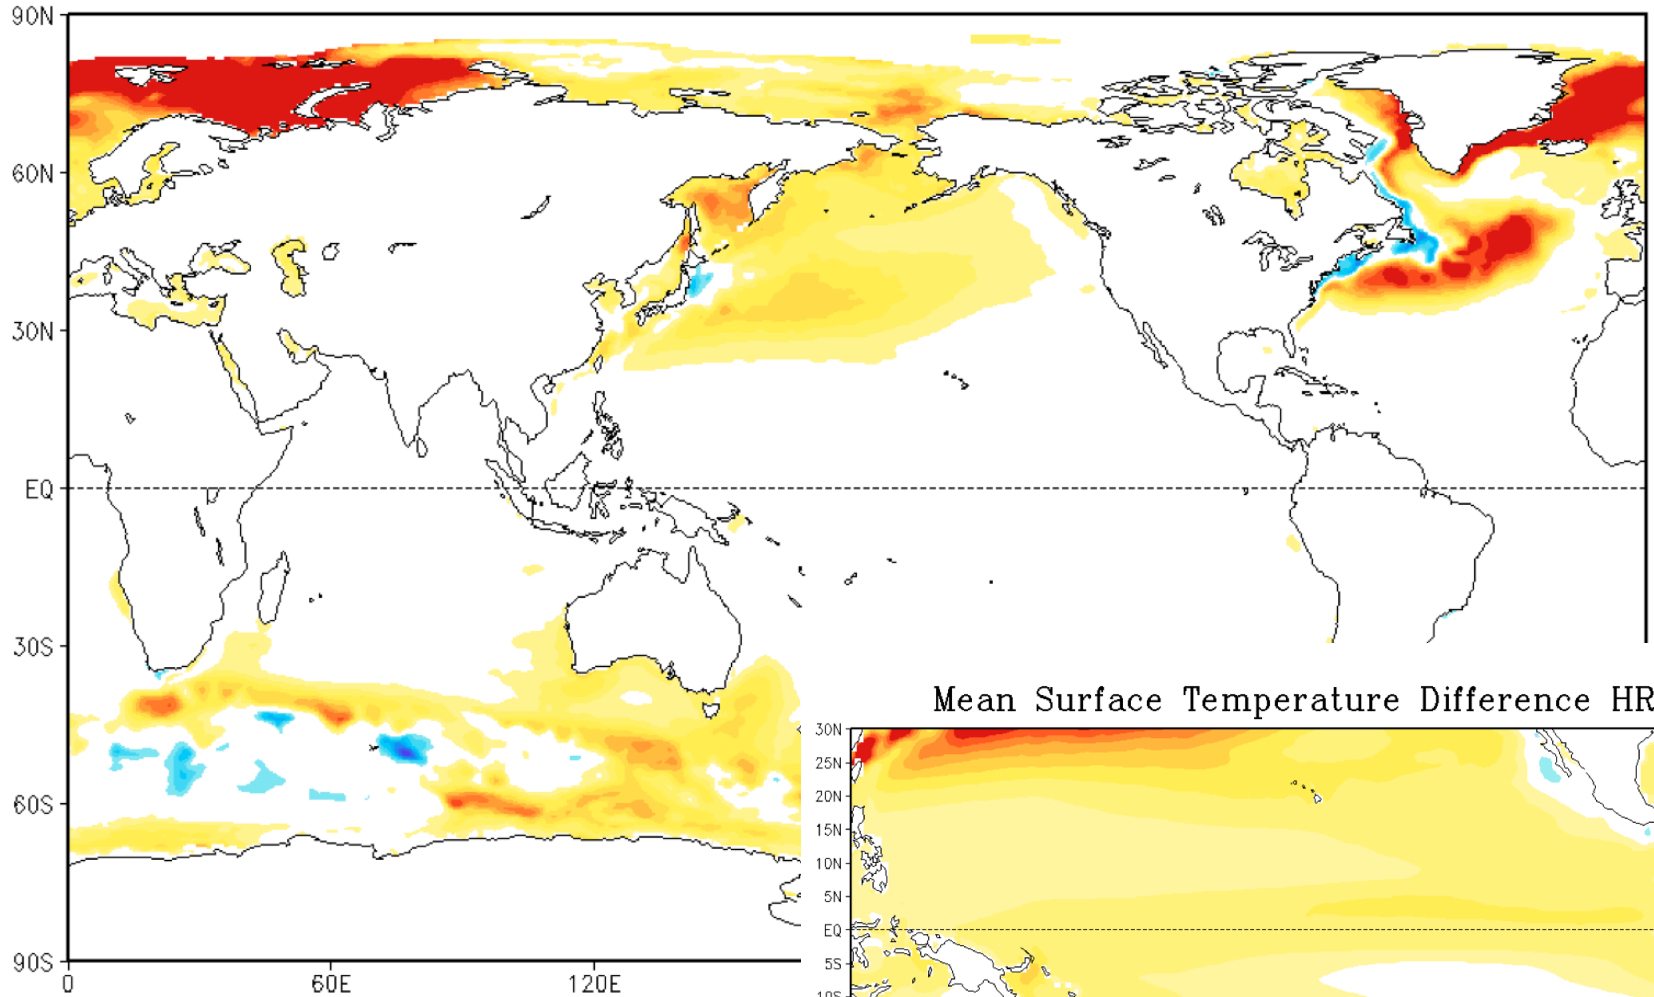 90N
60N
30N
EQ
30S
60S
90S
0
60E
120E
Mean Surface Temperature Difference HR
30N
25N
20N
15N
10N
5N
EQ
5S
10S